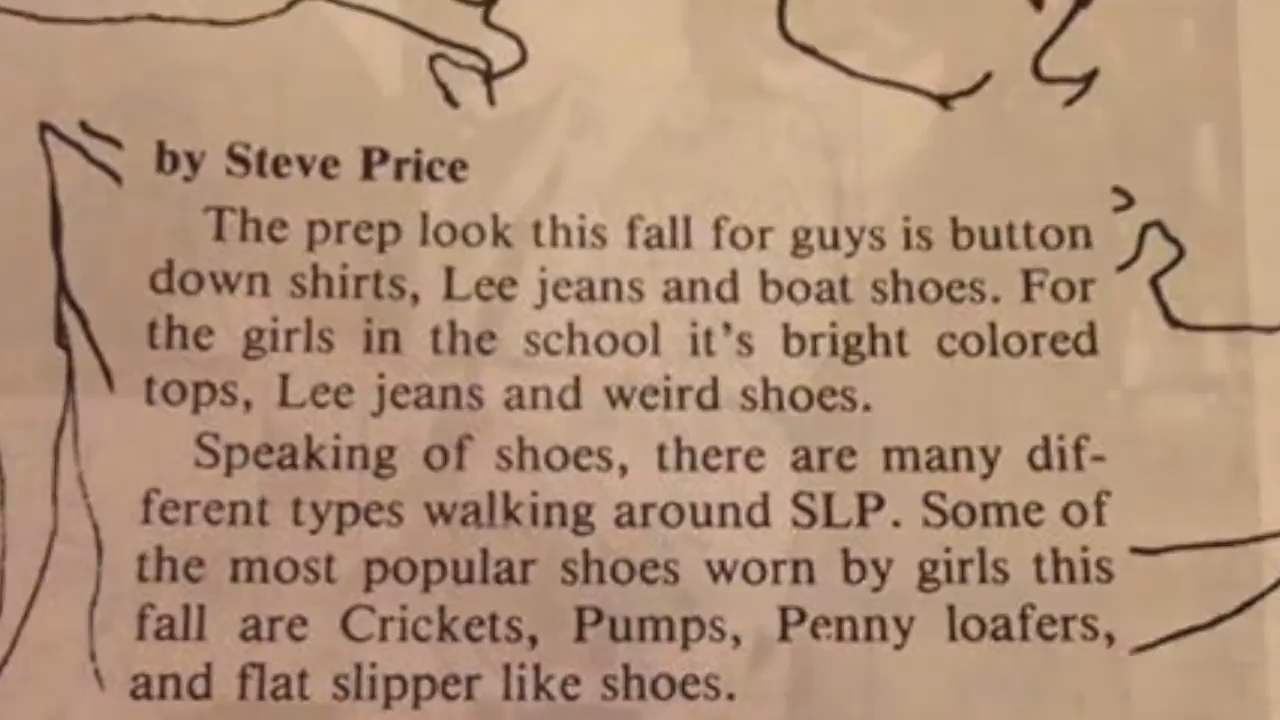 by Steve Price
The prep look this fall for guys is button
down shirts, Lee jeans and boat shoes. For
the girls in the school it's bright colored
tops, Lee jeans and weird shoes.
Speaking of shoes, there are many dif-
ferent types walking around SLP. Some of
the most popular shoes worn by girls this
fall are Crickets, Pumps, Penny loafers,
and flat slipper like shoes.